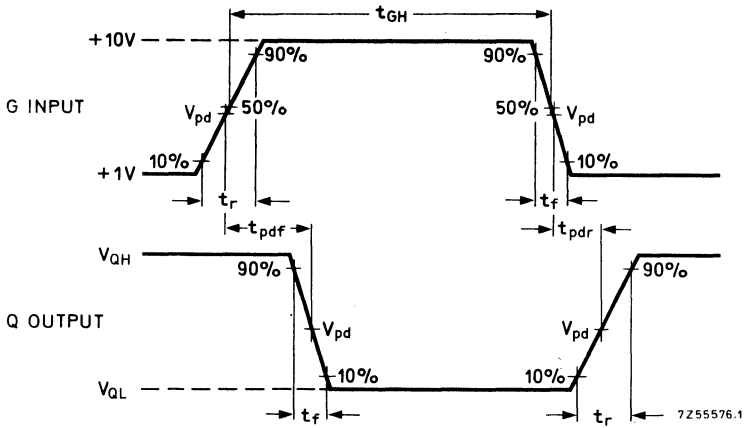 tGH
+10V
90%
90%
G INPUT
Vpd
50%
50%
Vpd
10%
10%
+1V
tr
tf
tpdf
tpdr
VQH
90%
90%
Q OUTPUT
Vpd
Vpd
10%
10%
VQL
tf
tr
7Z55576.1